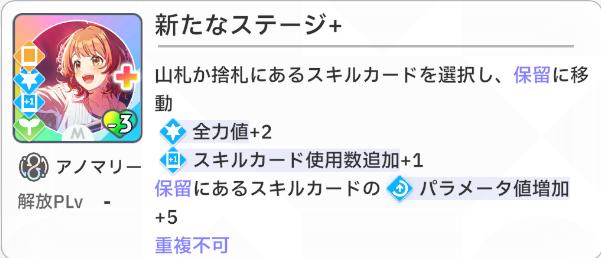 新たなステージ+
山札か捨札にあるスキルカードを選択し、保留に移
動
全力値+2
スキルカード使用数追加+1
保留にあるスキルカードの パラメータ値増加
+5
重複不可
+1
M
-3
アノマリー
解放PLv -